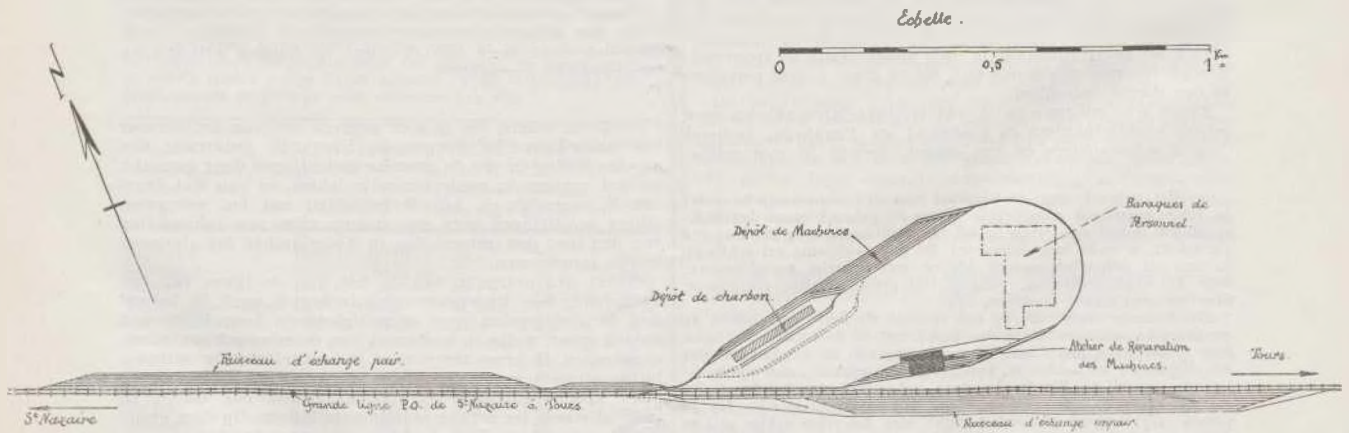 Echelle.
0 0,5 1 Km
N
Baraques de
Personnel.
Dépôt de Machines
Dépôt de charbon.
Atelier de Réparation
des Machines.
Tours.
Faisceau d'échange pair.
Grande ligne P.O. de St Nazaire à Tours
St Nazaire
Faisceau d'échange impair.